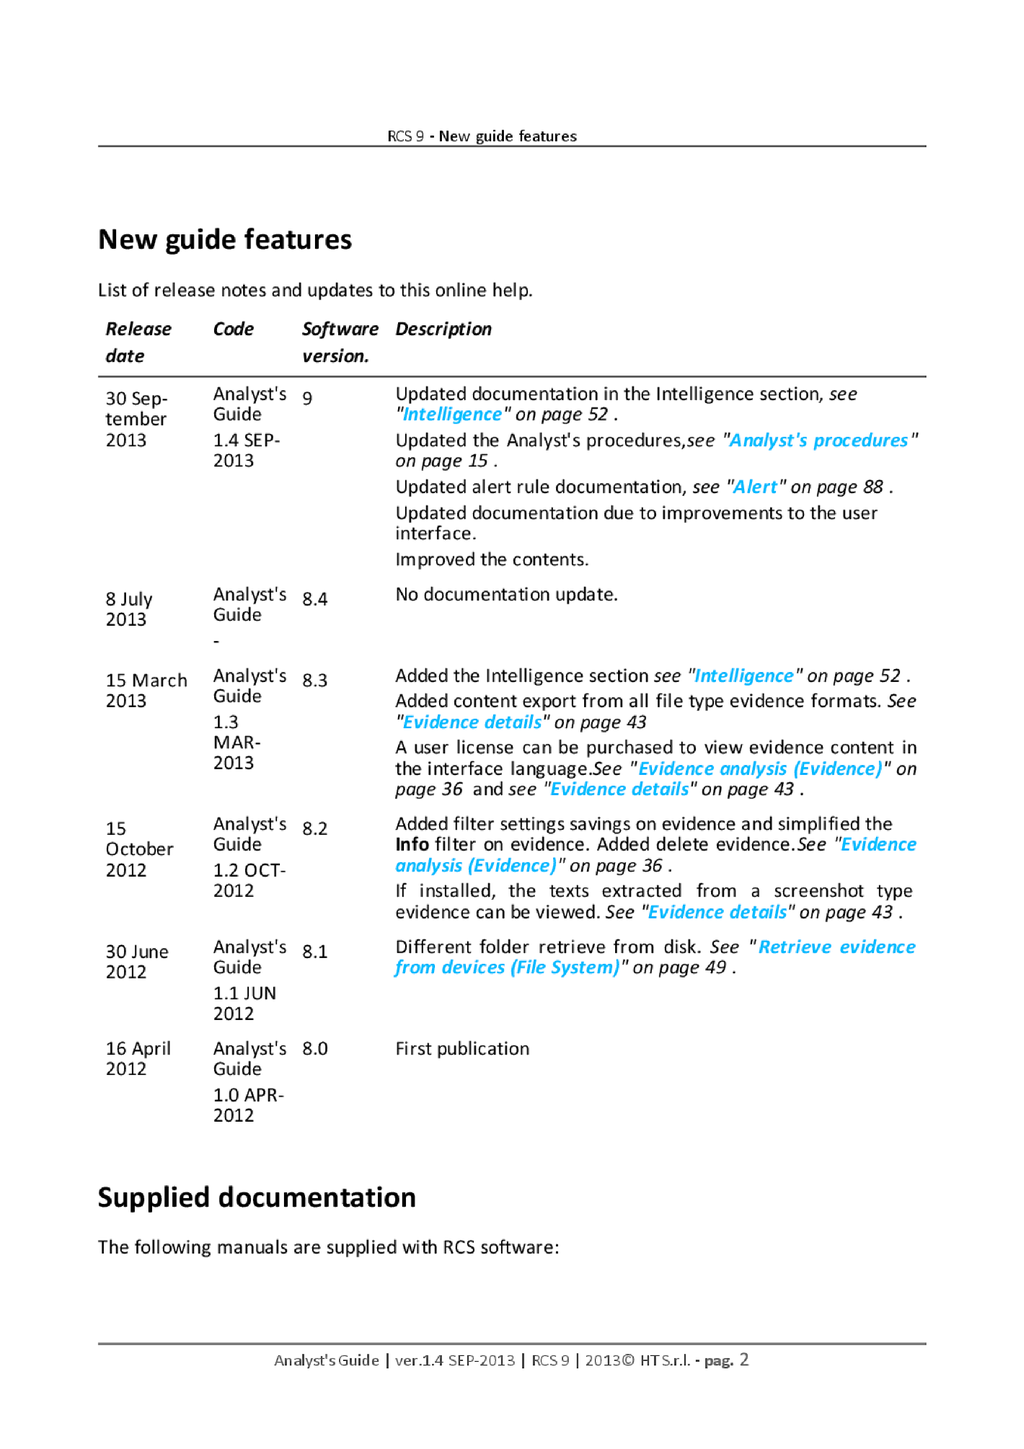 RCS 9 - New guide features
New guide features
List of release notes and updates to this online help.
Release date
Code
Software version.
Description
30 Sep-
tember
2013
Analyst's
Guide
1.4 SEP-
2013
9
Updated documentation in the Intelligence section, see
"Intelligence" on page 52 .
Updated the Analyst's procedures,see "Analyst's procedures"
on page 15 .
Updated alert rule documentation, see "Alert" on page 88 .
Updated documentation due to improvements to the user
interface.
Improved the contents.
8 July
2013
Analyst's
Guide
-
8.4
No documentation update.
15 March
2013
Analyst's
Guide
1.3
MAR-
2013
8.3
Added the Intelligence section see "Intelligence" on page 52 .
Added content export from all file type evidence formats. See
"Evidence details" on page 43
A user license can be purchased to view evidence content in
the interface language.See "Evidence analysis (Evidence)" on
page 36 and see "Evidence details" on page 43 .
15
October
2012
Analyst's
Guide
1.2 OCT-
2012
8.2
Added filter settings savings on evidence and simplified the
Info filter on evidence. Added delete evidence.See "Evidence
analysis (Evidence)" on page 36 .
If installed, the texts extracted from a screenshot type
evidence can be viewed. See "Evidence details" on page 43 .
30 June
2012
Analyst's
Guide
1.1 JUN
2012
8.1
Different folder retrieve from disk. See "Retrieve evidence
from devices (File System)" on page 49 .
16 April
2012
Analyst's
Guide
1.0 APR-
2012
8.0
First publication
Supplied documentation
The following manuals are supplied with RCS software:
Analyst's Guide | ver.1.4 SEP-2013 | RCS 9 | 2013© HT S.r.l. - pag. 2